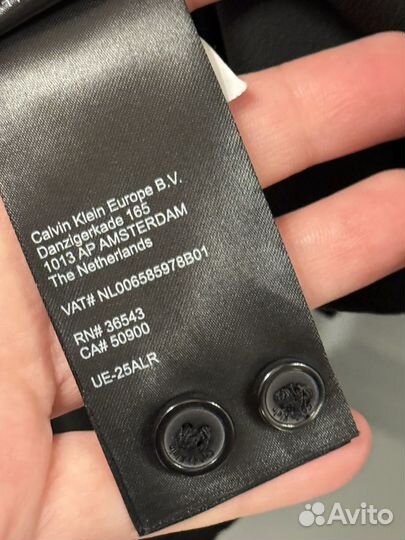 Calvin Klein Europe B.V.
Danzigerkade 165
1013 AP AMSTERDAM
The Netherlands
VAT# NL006585978B01
RN# 36543
CA# 50900
UE-25ALR
Avito